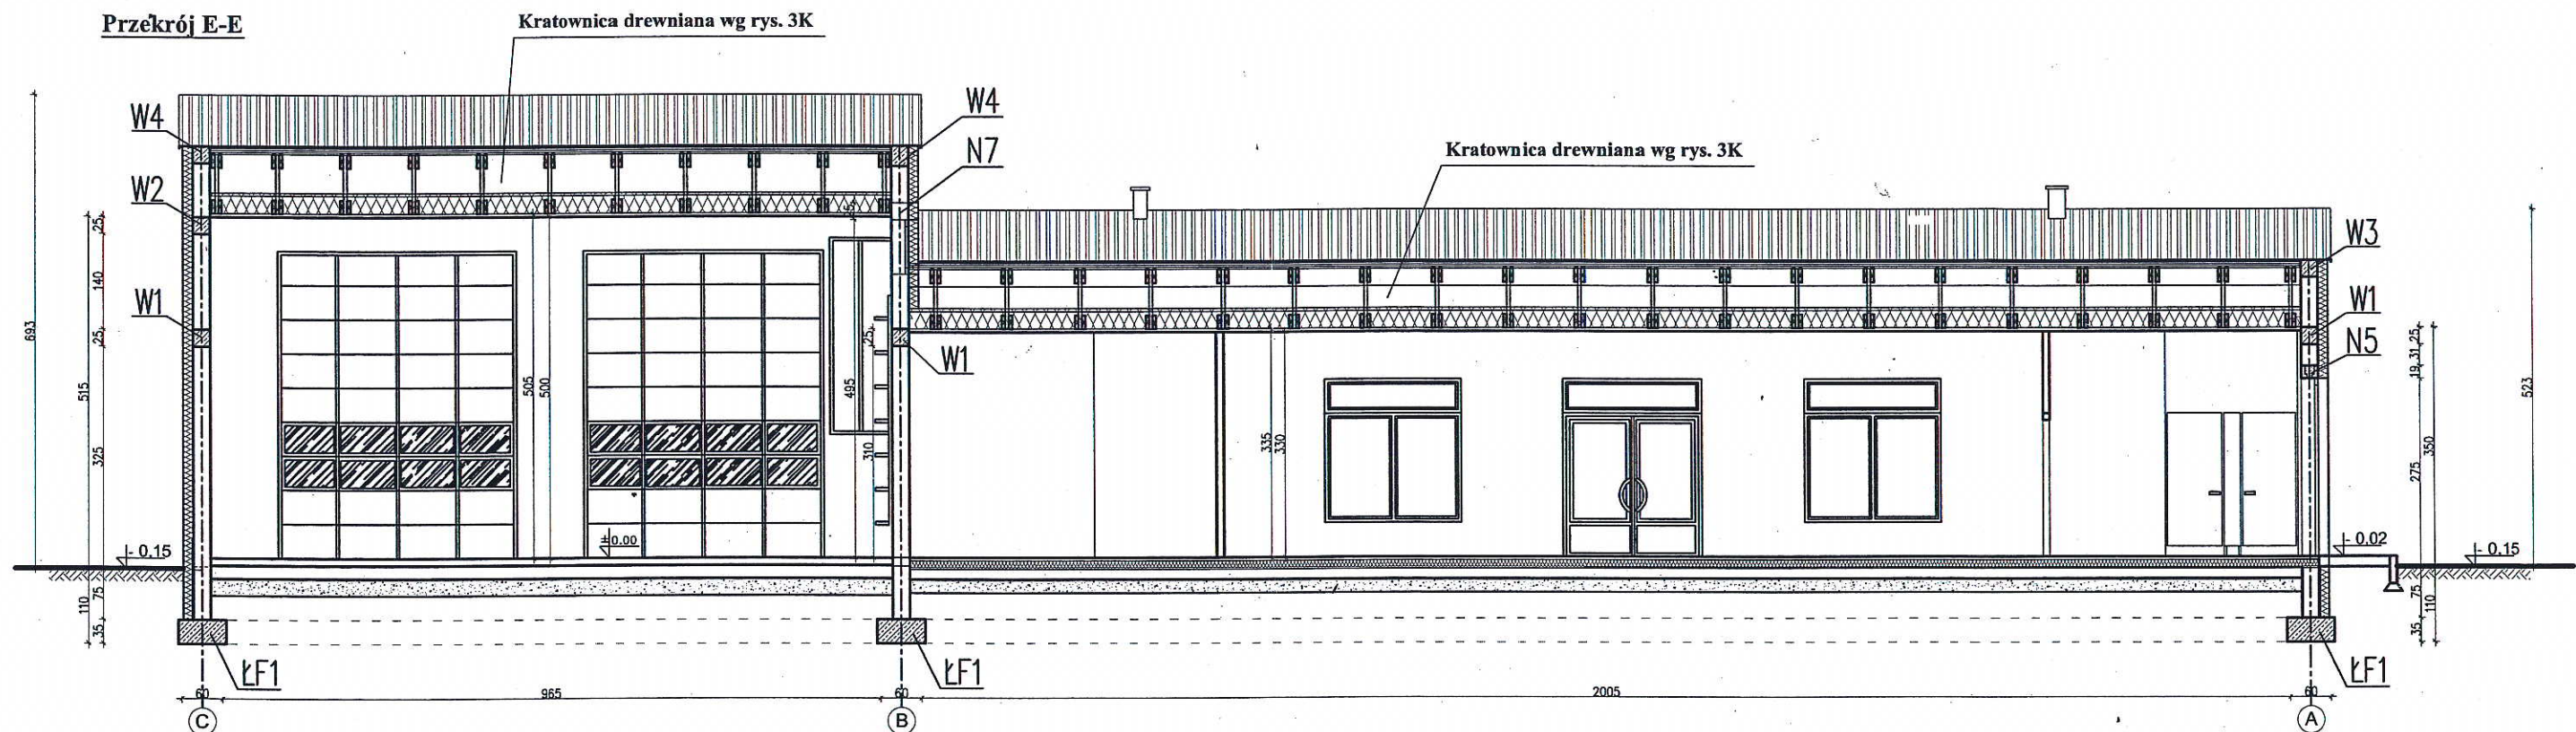 Przekrój E-E
Kratownica drewniana wg rys. 3K
W4
W4
N7
Kratownica drewniana wg rys. 3K
W2
W3
W1
W1
N5
W1
693
515
25
140
25
325
110
75
35
- 0.15
505
500
±0.00
25
495
25
310
335
330
25
31
19
275
350
75
110
35
523
- 0.02
- 0.15
ŁF1
ŁF1
ŁF1
60
965
60
2005
60
C
B
A